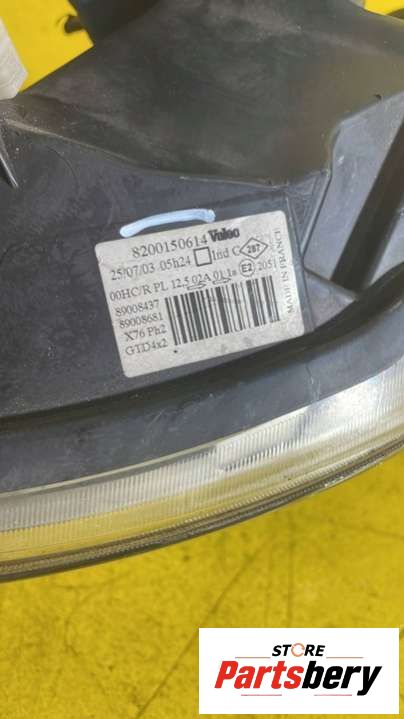 8200150614 Valeo
25/07/03 05h24 Ind C 287
00HC/R PL 12.5 02A 01 1a E2 2051
89008437
89008681
X76 Ph2
GTD4x2
MADE IN FRANCE
STORE
Partsbery